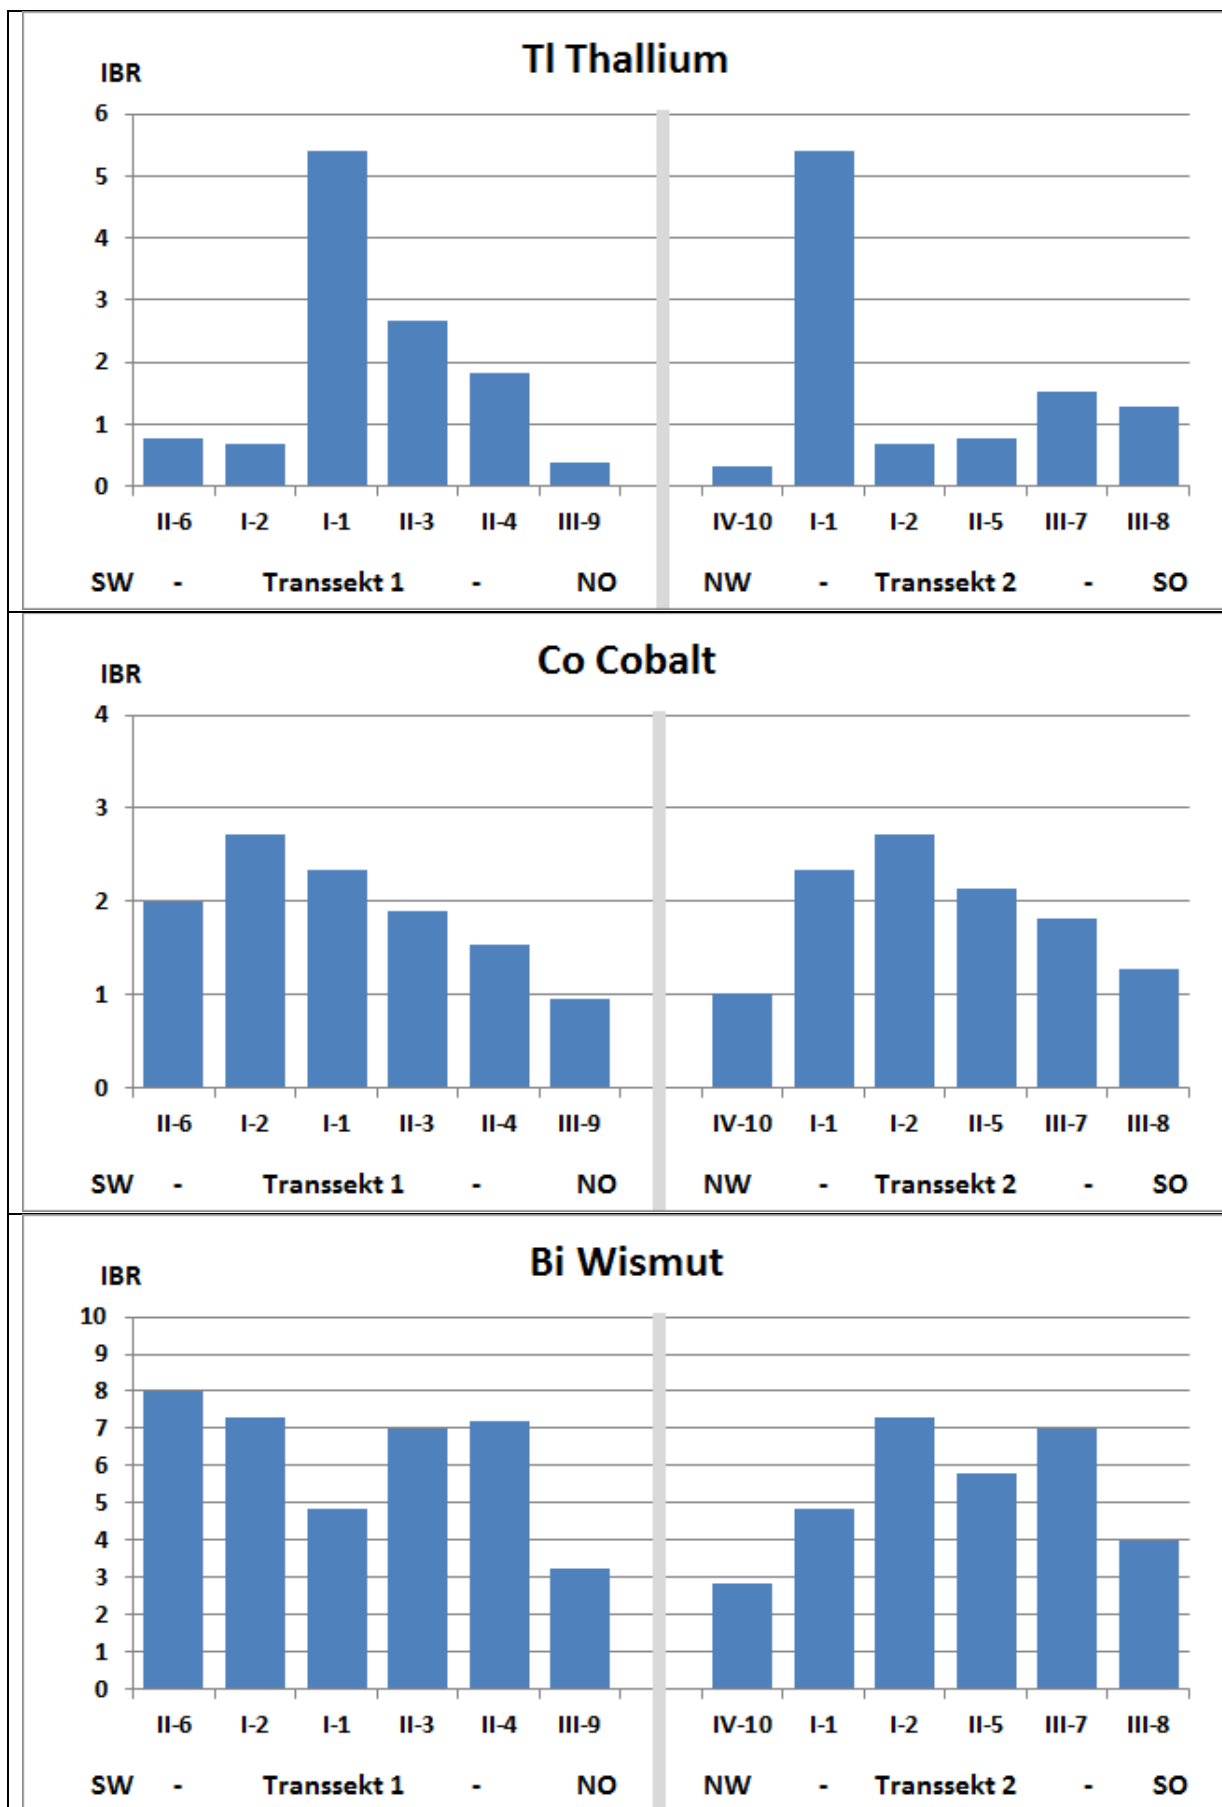 Tl Thallium
IBR
6
5
4
3
2
1
0
II-6 I-2 I-1 II-3 II-4 III-9 IV-10 I-1 I-2 II-5 III-7 III-8
SW - Transsekt 1 - NO NW - Transsekt 2 - SO
Co Cobalt
IBR
4
3
2
1
0
II-6 I-2 I-1 II-3 II-4 III-9 IV-10 I-1 I-2 II-5 III-7 III-8
SW - Transsekt 1 - NO NW - Transsekt 2 - SO
Bi Wismut
IBR
10
9
8
7
6
5
4
3
2
1
0
II-6 I-2 I-1 II-3 II-4 III-9 IV-10 I-1 I-2 II-5 III-7 III-8
SW - Transsekt 1 - NO NW - Transsekt 2 - SO